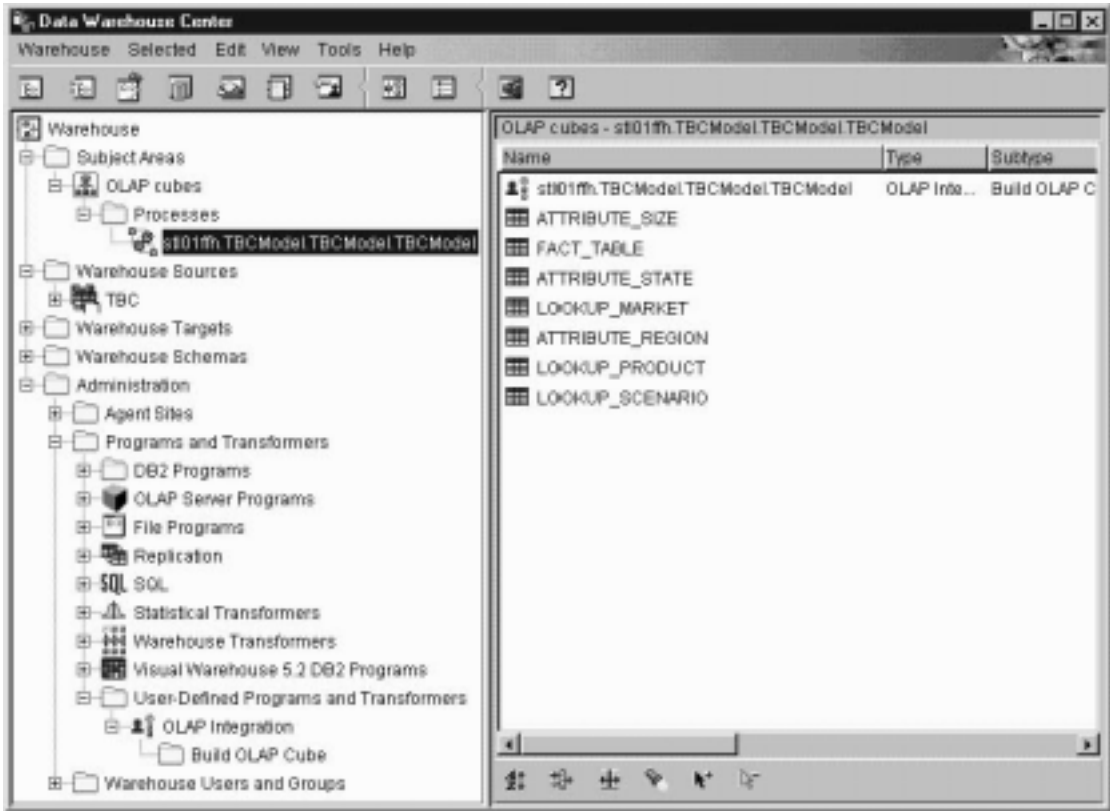 Data Warehouse Center
Warehouse Selected Edit View Tools Help
Warehouse
Subject Areas
OLAP cubes
Processes
stl01ffh.TBCModel.TBCModel.TBCModel
Warehouse Sources
TBC
Warehouse Targets
Warehouse Schemas
Administration
Agent Sites
Programs and Transformers
DB2 Programs
OLAP Server Programs
File Programs
Replication
SQL SQL
Statistical Transformers
Warehouse Transformers
Visual Warehouse 5.2 DB2 Programs
User-Defined Programs and Transformers
OLAP Integration
Build OLAP Cube
Warehouse Users and Groups
OLAP cubes - stl01ffh.TBCModel.TBCModel.TBCModel
Name Type Subtype
stl01ffh.TBCModel.TBCModel.TBCModel OLAP Inte... Build OLAP C
ATTRIBUTE_SIZE
FACT_TABLE
ATTRIBUTE_STATE
LOOKUP_MARKET
ATTRIBUTE_REGION
LOOKUP_PRODUCT
LOOKUP_SCENARIO